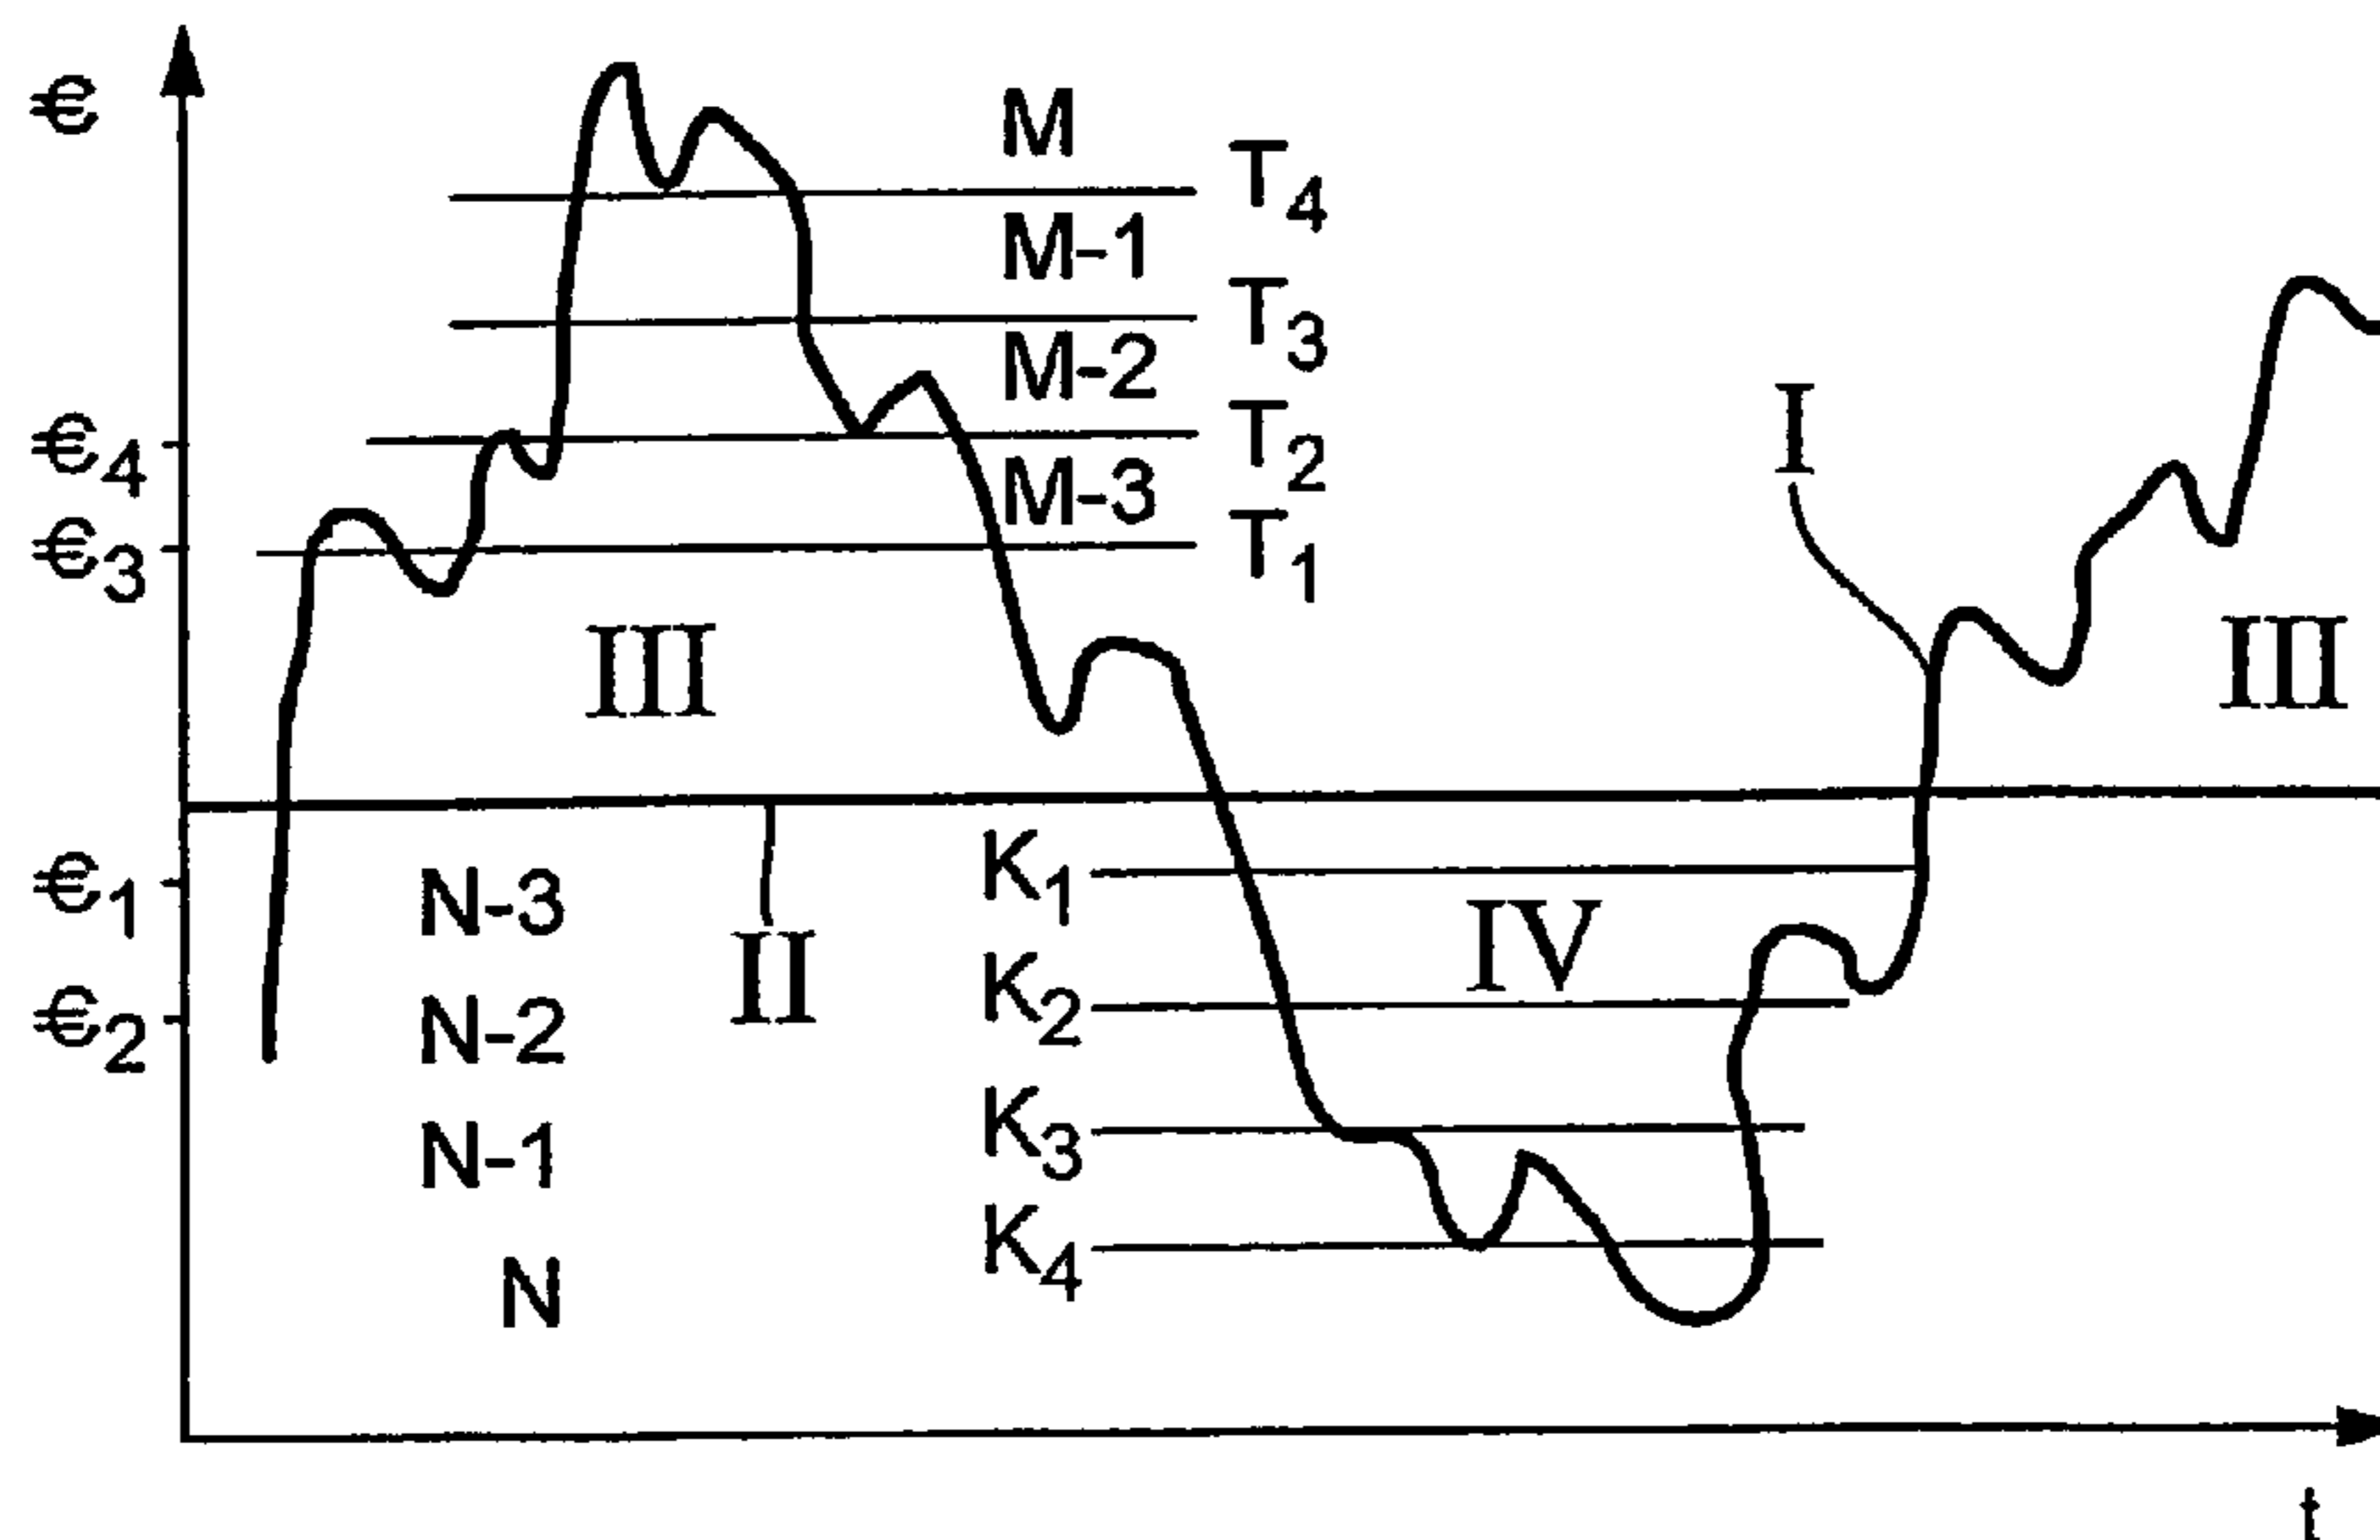 €
M
T4
M-1
T3
M-2
I
€4
T2
M-3
€3
T1
III
III
€1
N-3
K1
II
IV
€2
N-2
K2
N-1
K3
N
K4
t